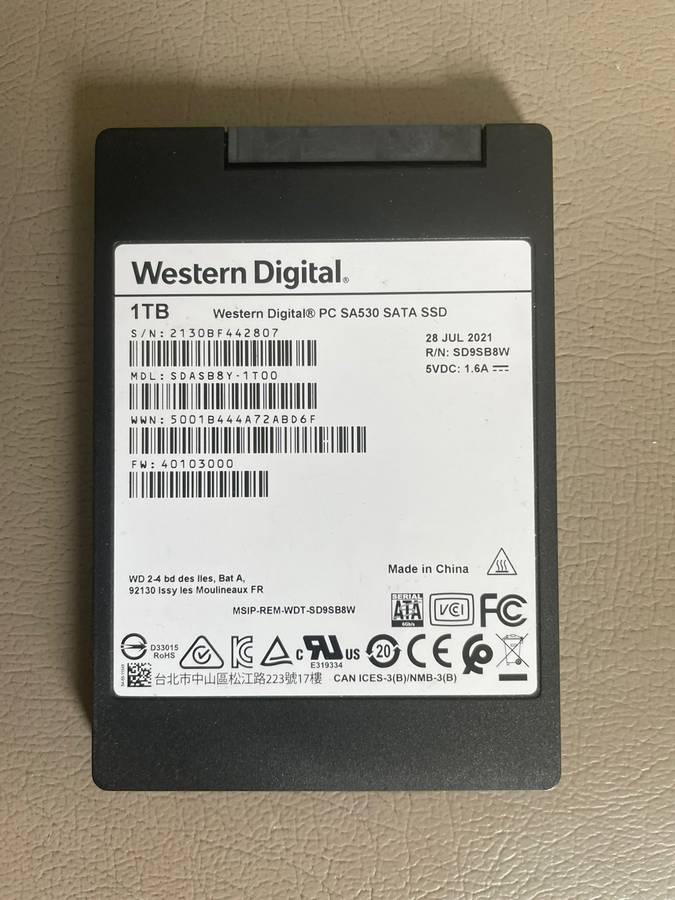 Western Digital®
1TB Western Digital® PC SA530 SATA SSD
S/N: 2130BF442807
28 JUL 2021
R/N: SD9SB8W
5VDC: 1.6A
MDL: SDASB8Y-1T00
WWN: 5001B444A72ABD6F
FW: 40103000
Made in China
WD 2-4 bd des Iles, Bat A,
92130 Issy les Moulineaux FR
MSIP-REM-WDT-SD9SB8W
SERIAL
ATA
6Gb/s
VCI
FC
D33015
RoHS
c UR US
E319334
20
CE
台北市中山區松江路223號17樓 CAN ICES-3(B)/NMB-3(B)